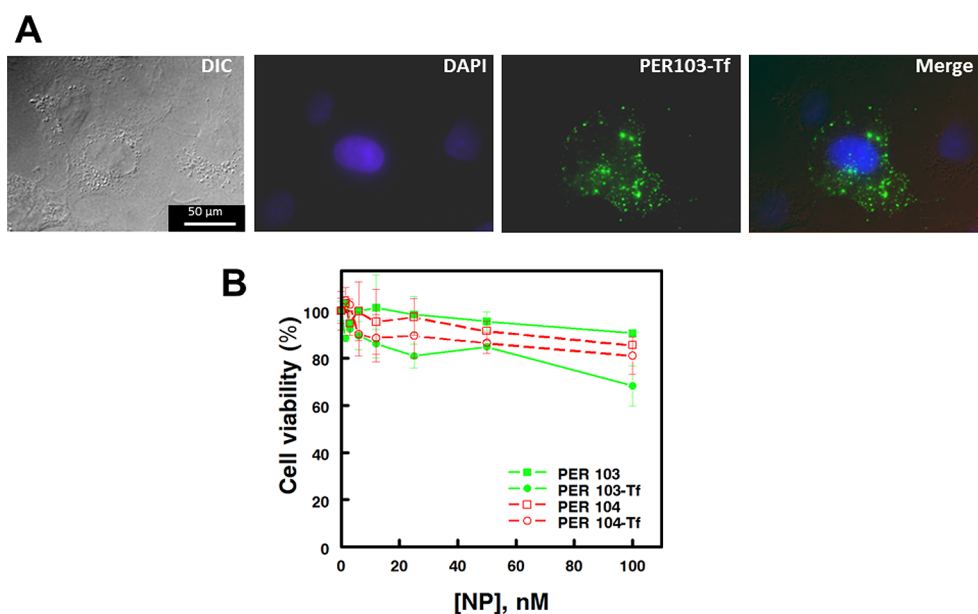 A
DIC
DAPI
PER103-Tf
Merge
50 µm
B
Cell viability (%)
100
80
60
40
20
0
PER 103
PER 103-Tf
PER 104
PER 104-Tf
0 20 40 60 80 100
[NP], nM